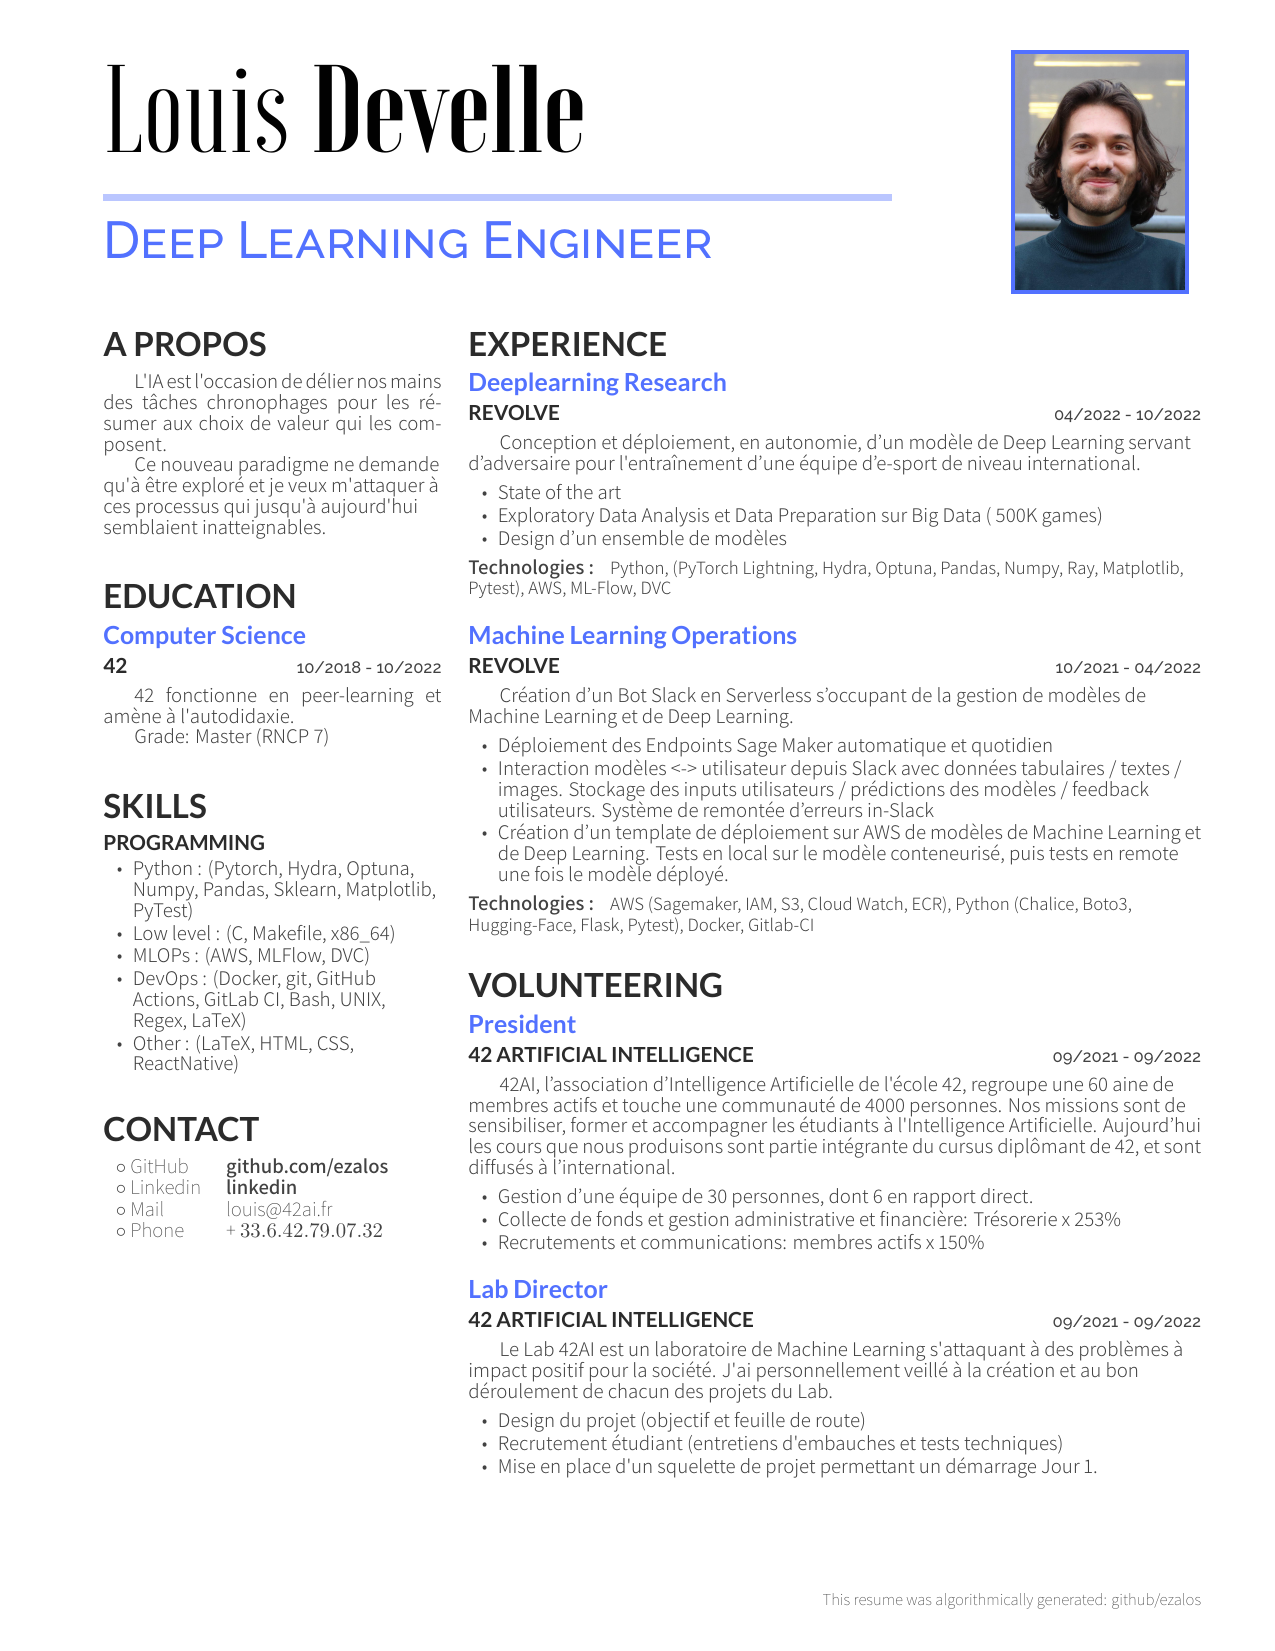 Louis Develle
Deep Learning Engineer
A PROPOS
L'IA est l'occasion de délier nos mains
des tâches chronophages pour les ré-
sumer aux choix de valeur qui les com-
posent.
Ce nouveau paradigme ne demande
qu'à être exploré et je veux m'attaquer à
ces processus qui jusqu'à aujourd'hui
semblaient inatteignables.
EDUCATION
Computer Science
42 10/2018 - 10/2022
42 fonctionne en peer-learning et
amène à l'autodidaxie.
Grade: Master (RNCP 7)
SKILLS
PROGRAMMING
• Python : (Pytorch, Hydra, Optuna,
Numpy, Pandas, Sklearn, Matplotlib,
PyTest)
• Low level : (C, Makefile, x86_64)
• MLOPs : (AWS, MLFlow, DVC)
• DevOps : (Docker, git, GitHub
Actions, GitLab CI, Bash, UNIX,
Regex, LaTeX)
• Other : (LaTeX, HTML, CSS,
ReactNative)
CONTACT
○ GitHub github.com/ezalos
○ Linkedin linkedin
○ Mail louis@42ai.fr
○ Phone + 33.6.42.79.07.32
EXPERIENCE
Deeplearning Research
REVOLVE 04/2022 - 10/2022
Conception et déploiement, en autonomie, d’un modèle de Deep Learning servant
d’adversaire pour l'entraînement d’une équipe d’e-sport de niveau international.
• State of the art
• Exploratory Data Analysis et Data Preparation sur Big Data ( 500K games)
• Design d’un ensemble de modèles
Technologies : Python, (PyTorch Lightning, Hydra, Optuna, Pandas, Numpy, Ray, Matplotlib,
Pytest), AWS, ML-Flow, DVC
Machine Learning Operations
REVOLVE 10/2021 - 04/2022
Création d’un Bot Slack en Serverless s’occupant de la gestion de modèles de
Machine Learning et de Deep Learning.
• Déploiement des Endpoints Sage Maker automatique et quotidien
• Interaction modèles <-> utilisateur depuis Slack avec données tabulaires / textes /
images. Stockage des inputs utilisateurs / prédictions des modèles / feedback
utilisateurs. Système de remontée d’erreurs in-Slack
• Création d’un template de déploiement sur AWS de modèles de Machine Learning et
de Deep Learning. Tests en local sur le modèle conteneurisé, puis tests en remote
une fois le modèle déployé.
Technologies : AWS (Sagemaker, IAM, S3, Cloud Watch, ECR), Python (Chalice, Boto3,
Hugging-Face, Flask, Pytest), Docker, Gitlab-CI
VOLUNTEERING
President
42 ARTIFICIAL INTELLIGENCE 09/2021 - 09/2022
42AI, l’association d’Intelligence Artificielle de l'école 42, regroupe une 60 aine de
membres actifs et touche une communauté de 4000 personnes. Nos missions sont de
sensibiliser, former et accompagner les étudiants à l'Intelligence Artificielle. Aujourd’hui
les cours que nous produisons sont partie intégrante du cursus diplômant de 42, et sont
diffusés à l’international.
• Gestion d’une équipe de 30 personnes, dont 6 en rapport direct.
• Collecte de fonds et gestion administrative et financière: Trésorerie x 253%
• Recrutements et communications: membres actifs x 150%
Lab Director
42 ARTIFICIAL INTELLIGENCE 09/2021 - 09/2022
Le Lab 42AI est un laboratoire de Machine Learning s'attaquant à des problèmes à
impact positif pour la société. J'ai personnellement veillé à la création et au bon
déroulement de chacun des projets du Lab.
• Design du projet (objectif et feuille de route)
• Recrutement étudiant (entretiens d'embauches et tests techniques)
• Mise en place d'un squelette de projet permettant un démarrage Jour 1.
This resume was algorithmically generated: github/ezalos